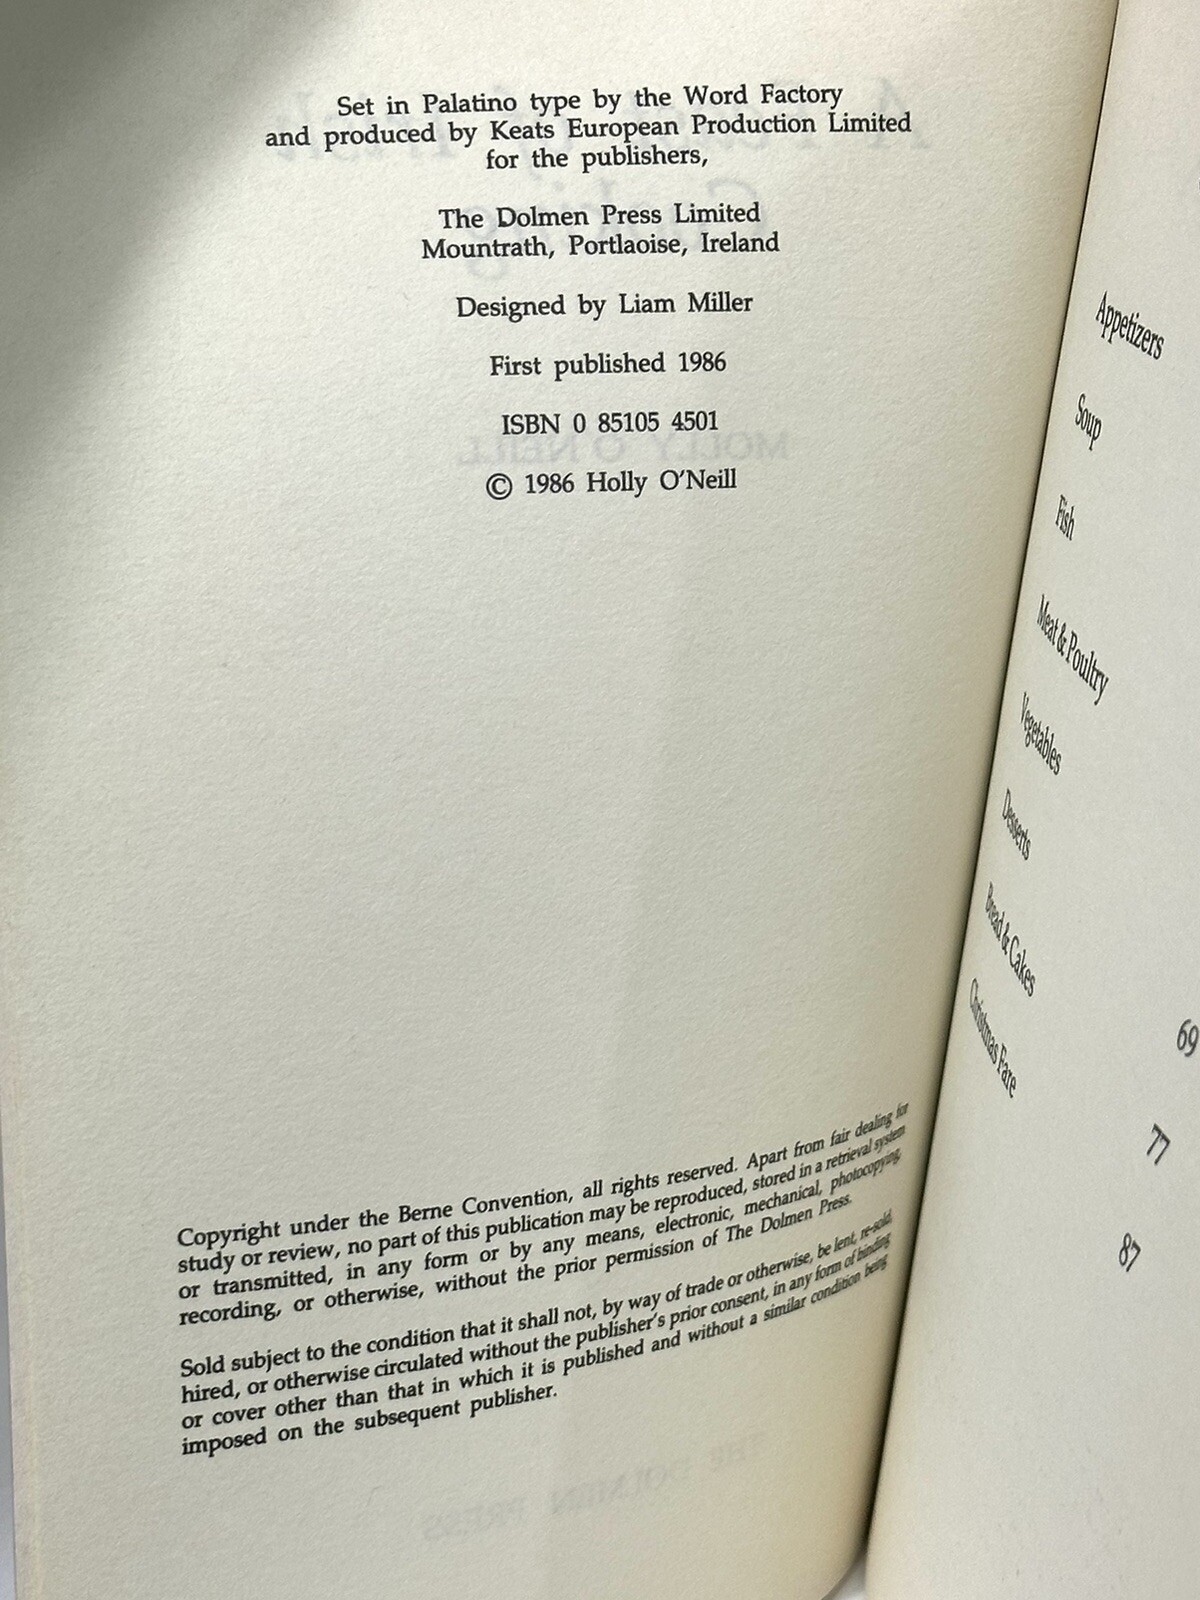 Set in Palatino type by the Word Factory
and produced by Keats European Production Limited
for the publishers,
The Dolmen Press Limited
Mountrath, Portlaoise, Ireland
Designed by Liam Miller
First published 1986
ISBN 0 85105 4501
© 1986 Holly O'Neill
MOLLY O'NEILL
Copyright under the Berne Convention, all rights reserved. Apart from fair dealing for
study or review, no part of this publication may be reproduced, stored in a retrieval system
or transmitted, in any form or by any means, electronic, mechanical, photocopying,
recording, or otherwise, without the prior permission of The Dolmen Press.
Sold subject to the condition that it shall not, by way of trade or otherwise, be lent, re-sold,
hired, or otherwise circulated without the publisher's prior consent, in any form of binding
or cover other than that in which it is published and without a similar condition being
imposed on the subsequent publisher.
THE DOLMEN PRESS
Appetizers
Soup
Fish
Meat & Poultry
Vegetables
Desserts
Bread & Cakes
Christmas Fare
69
77
87